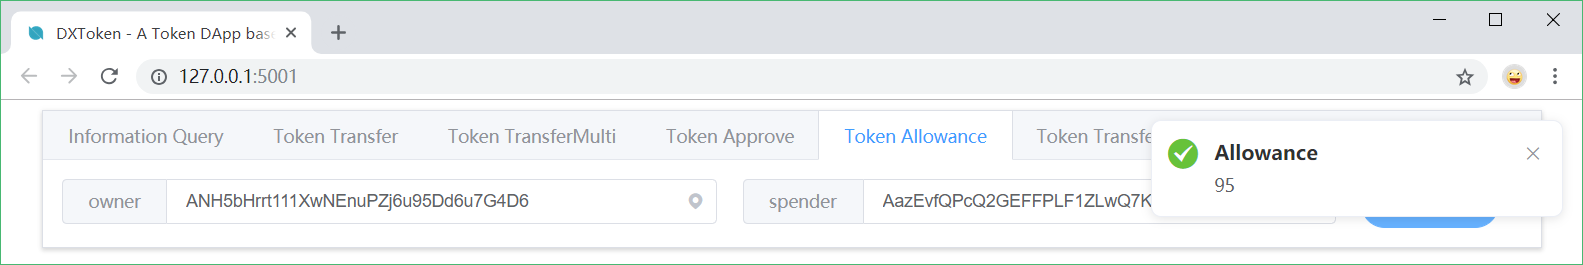 DXToken - A Token DApp bas
127.0.0.1:5001
Information Query Token Transfer Token TransferMulti Token Approve Token Allowance Token Transfe
Allowance
95
owner ANH5bHrrt111XwNEnuPZj6u95Dd6u7G4D6 spender AazEvfQPcQ2GEFFPLF1ZLwQ7K